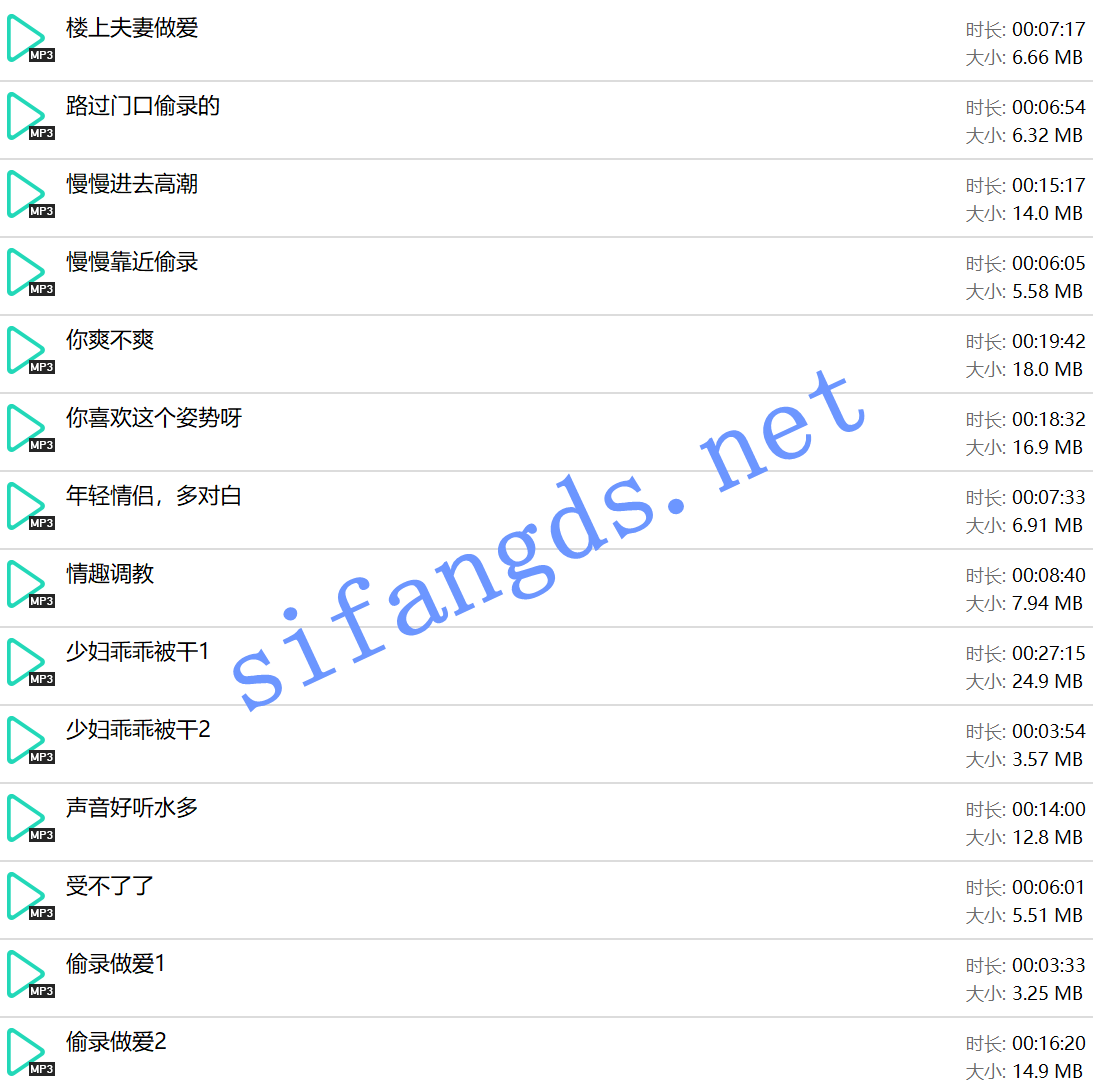 楼上夫妻做爱
时长: 00:07:17
大小: 6.66 MB
MP3
路过门口偷录的
时长: 00:06:54
大小: 6.32 MB
MP3
慢慢进去高潮
时长: 00:15:17
大小: 14.0 MB
MP3
慢慢靠近偷录
时长: 00:06:05
大小: 5.58 MB
MP3
你爽不爽
时长: 00:19:42
大小: 18.0 MB
MP3
你喜欢这个姿势呀
时长: 00:18:32
大小: 16.9 MB
MP3
年轻情侣，多对白
时长: 00:07:33
大小: 6.91 MB
MP3
情趣调教
时长: 00:08:40
大小: 7.94 MB
MP3
少妇乖乖被干1
时长: 00:27:15
大小: 24.9 MB
MP3
少妇乖乖被干2
时长: 00:03:54
大小: 3.57 MB
MP3
声音好听水多
时长: 00:14:00
大小: 12.8 MB
MP3
受不了了
时长: 00:06:01
大小: 5.51 MB
MP3
偷录做爱1
时长: 00:03:33
大小: 3.25 MB
MP3
偷录做爱2
时长: 00:16:20
大小: 14.9 MB
MP3
sifangds.net